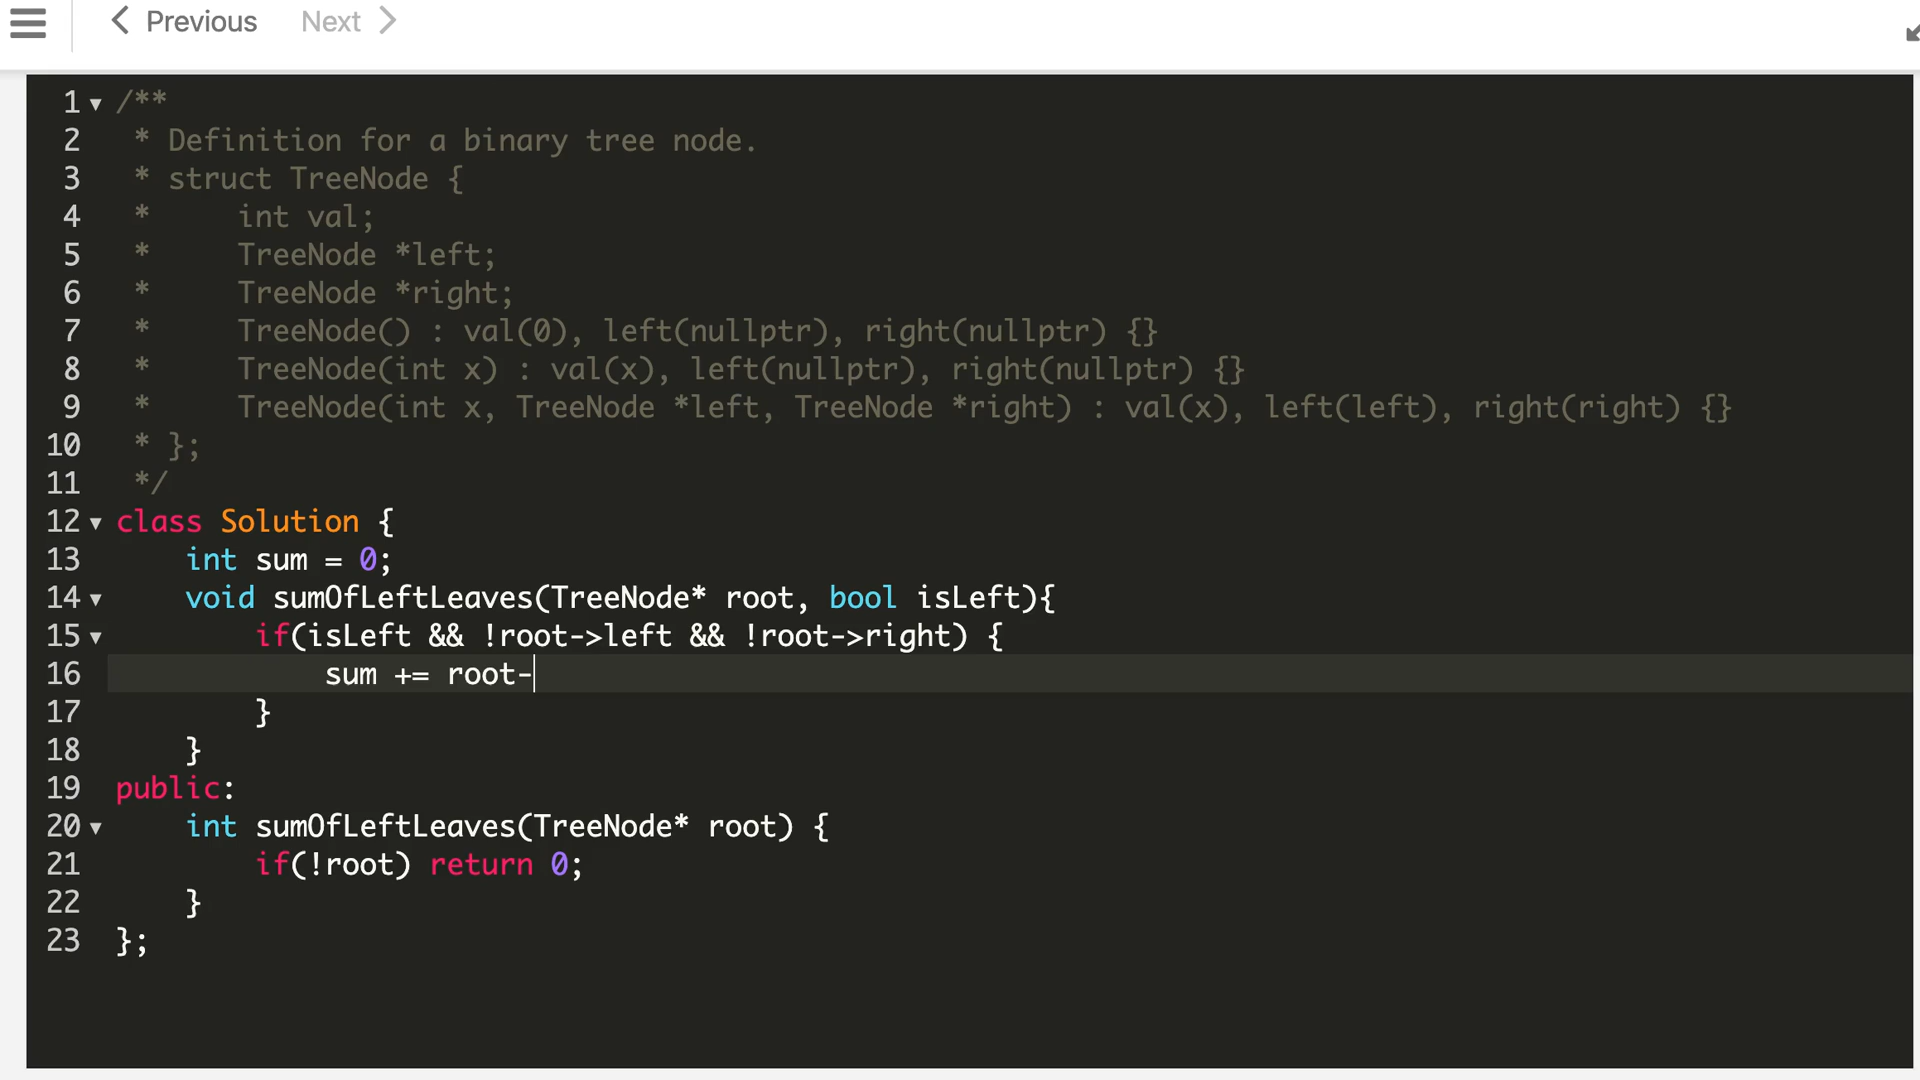 Previous Next
1 /**
2 * Definition for a binary tree node.
3 * struct TreeNode {
4 * int val;
5 * TreeNode *left;
6 * TreeNode *right;
7 * TreeNode() : val(0), left(nullptr), right(nullptr) {}
8 * TreeNode(int x) : val(x), left(nullptr), right(nullptr) {}
9 * TreeNode(int x, TreeNode *left, TreeNode *right) : val(x), left(left), right(right) {}
10 * };
11 */
12 class Solution {
13 int sum = 0;
14 void sumOfLeftLeaves(TreeNode* root, bool isLeft){
15 if(isLeft && !root->left && !root->right) {
16 sum += root-
17 }
18 }
19 public:
20 int sumOfLeftLeaves(TreeNode* root) {
21 if(!root) return 0;
22 }
23 };